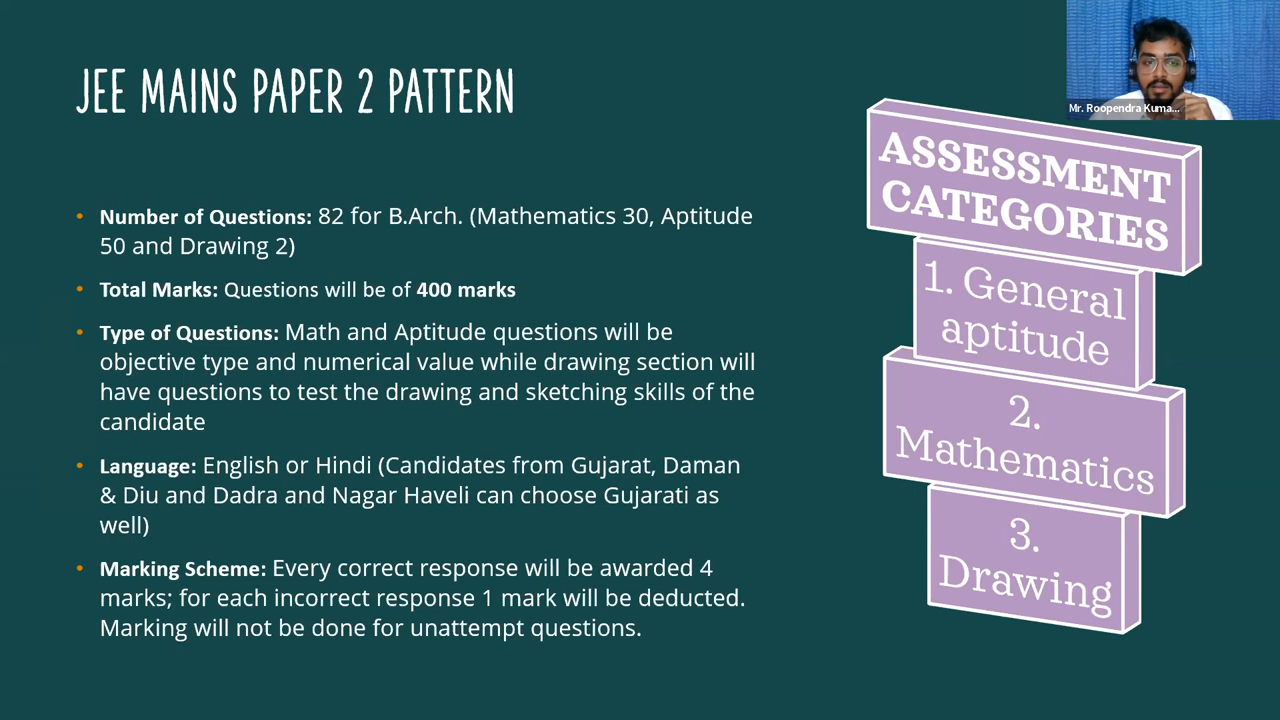 JEE MAINS PAPER 2 PATTERN
• Number of Questions: 82 for B.Arch. (Mathematics 30, Aptitude
50 and Drawing 2)
• Total Marks: Questions will be of 400 marks
• Type of Questions: Math and Aptitude questions will be
objective type and numerical value while drawing section will
have questions to test the drawing and sketching skills of the
candidate
• Language: English or Hindi (Candidates from Gujarat, Daman
& Diu and Dadra and Nagar Haveli can choose Gujarati as
well)
• Marking Scheme: Every correct response will be awarded 4
marks; for each incorrect response 1 mark will be deducted.
Marking will not be done for unattempt questions.
Mr. Roopendra Kuma...
ASSESSMENT
CATEGORIES
1. General
aptitude
2.
Mathematics
3.
Drawing